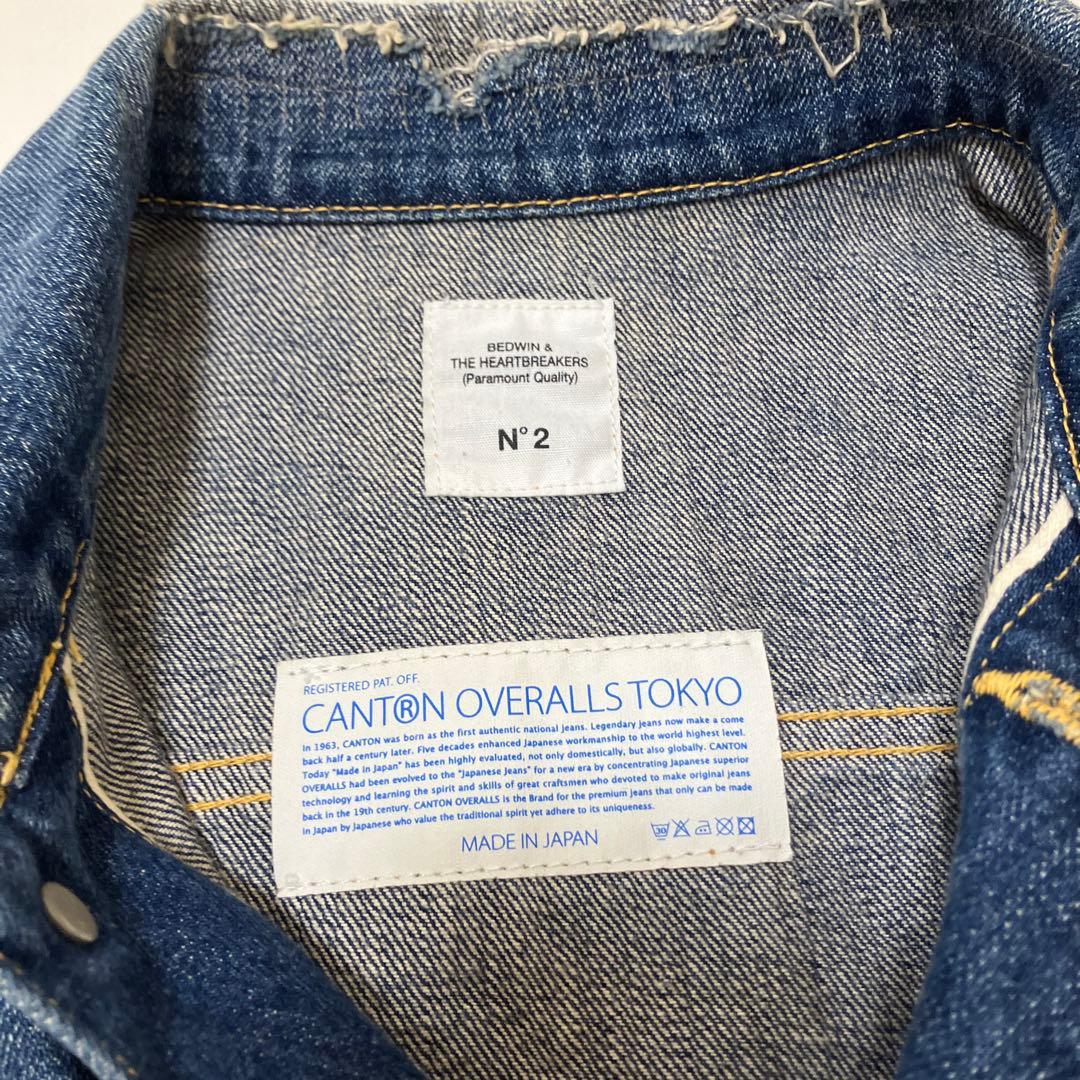 BEDWIN &
THE HEARTBREAKERS
(Paramount Quality)
N° 2
REGISTERED PAT. OFF.
CANT®N OVERALLS TOKYO
In 1963, CANTON was born as the first authentic national jeans. Legendary jeans now make a come
back half a century later. Five decades enhanced Japanese workmanship to the world highest level.
Today "Made in Japan" has been highly evaluated, not only domestically, but also globally. CANTON
OVERALLS had been evolved to the "Japanese Jeans" for a new era by concentrating Japanese superior
technology and learning the spirit and skills of great craftsmen who devoted to make original jeans
back in the 19th century. CANTON OVERALLS is the Brand for the premium jeans that only can be made
in Japan by Japanese who value the traditional spirit yet adhere to its uniqueness.
MADE IN JAPAN
30